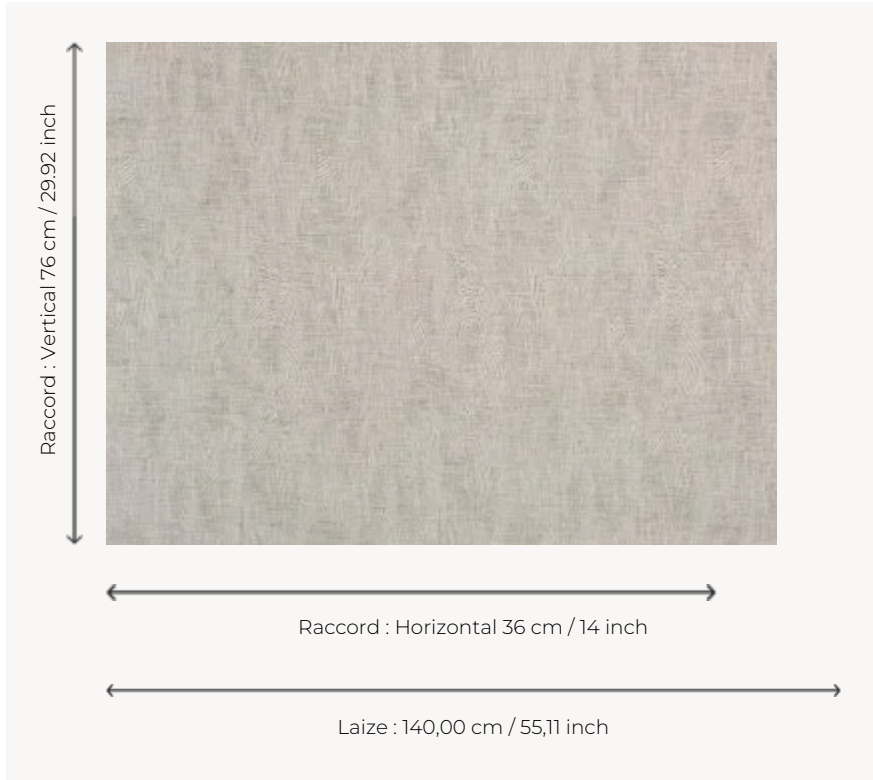 Raccord : Vertical 76 cm / 29.92 inch
Raccord : Horizontal 36 cm / 14 inch
Laize : 140,00 cm / 55,11 inch